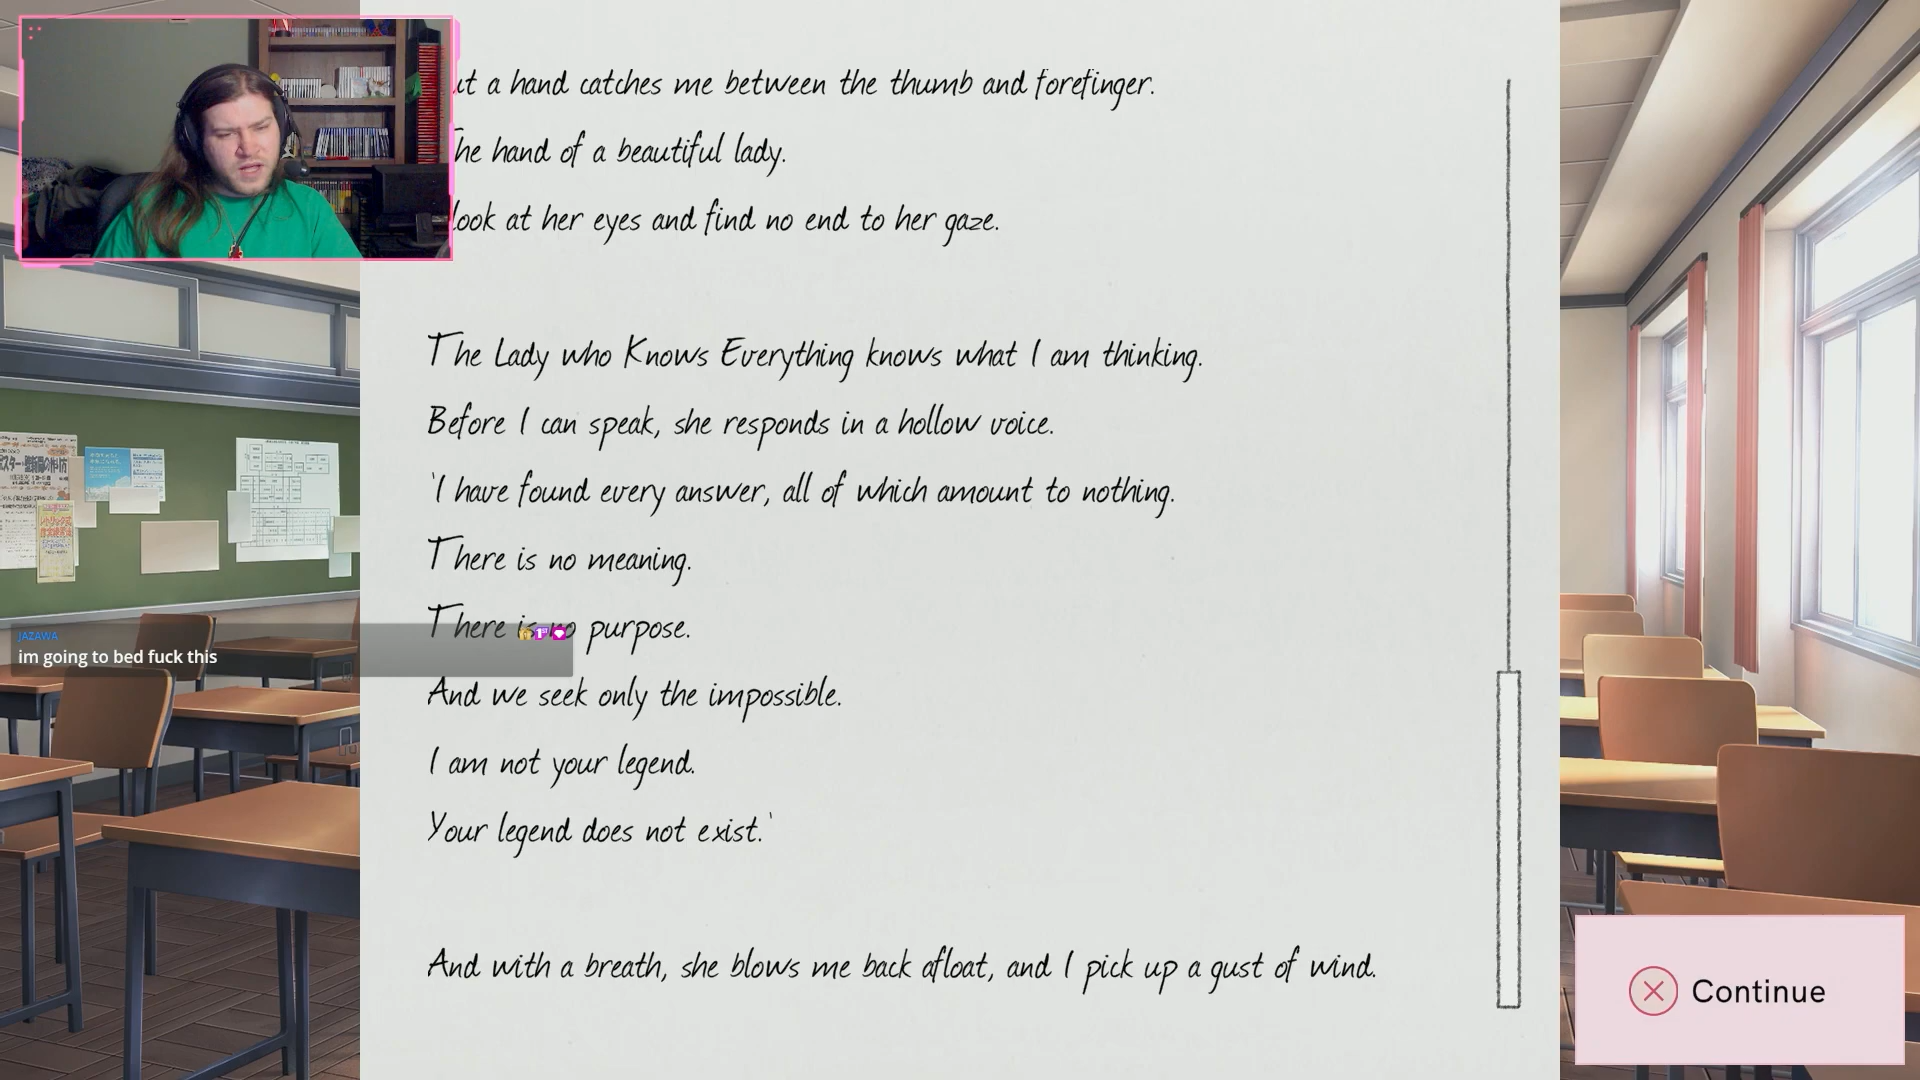 ut a hand catches me between the thumb and forefinger.
The hand of a beautiful lady.
look at her eyes and find no end to her gaze.
The Lady who Knows Everything knows what I am thinking.
Before I can speak, she responds in a hollow voice.
'I have found every answer, all of which amount to nothing.
There is no meaning.
There is no purpose.
JAZAWA
im going to bed fuck this
And we seek only the impossible.
I am not your legend.
Your legend does not exist.'
And with a breath, she blows me back afloat, and I pick up a gust of wind.
Continue